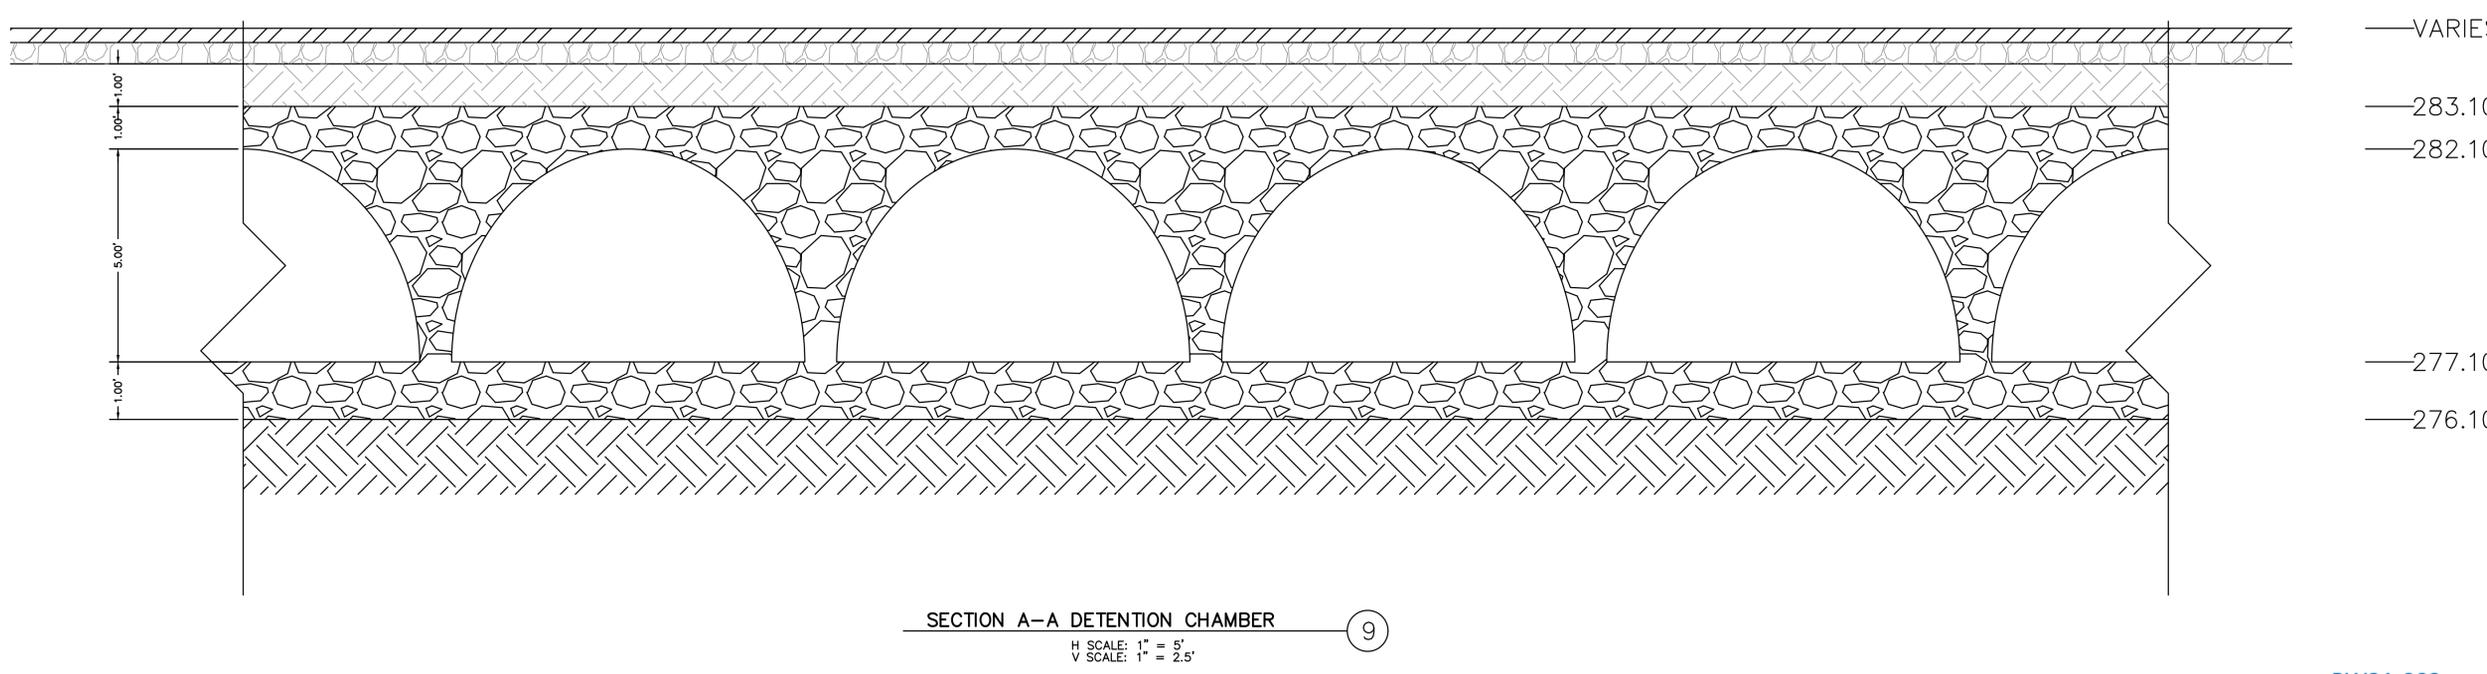 VARIES
1.00'
283.10
1.00'
282.10
5.00'
277.10
1.00'
276.10
SECTION A-A DETENTION CHAMBER
9
H SCALE: 1" = 5'
V SCALE: 1" = 2.5'